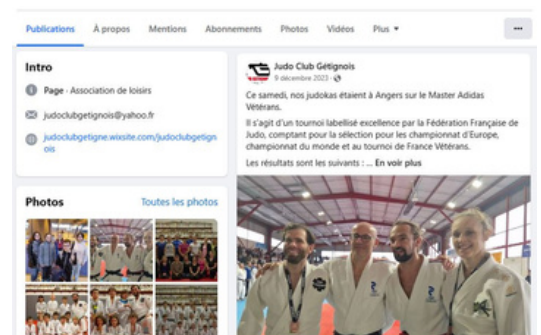 Publications À propos Mentions Abonnements Photos Vidéos Plus
Intro
Page · Association de loisirs
judoclubgetignois@yahoo.fr
judoclubgetigne.wixsite.com/judoclubgetign
ois
Photos Toutes les photos
Judo Club Gétignois
9 décembre 2023 ·
Ce samedi, nos judokas étaient à Angers sur le Master Adidas
Vétérans.
Il s'agit d'un tournoi labellisé excellence par la Fédération Française de
Judo, comptant pour la sélection pour les championnat d'Europe,
championnat du monde et au tournoi de France Vétérans.
Les résultats sont les suivants : ... En voir plus